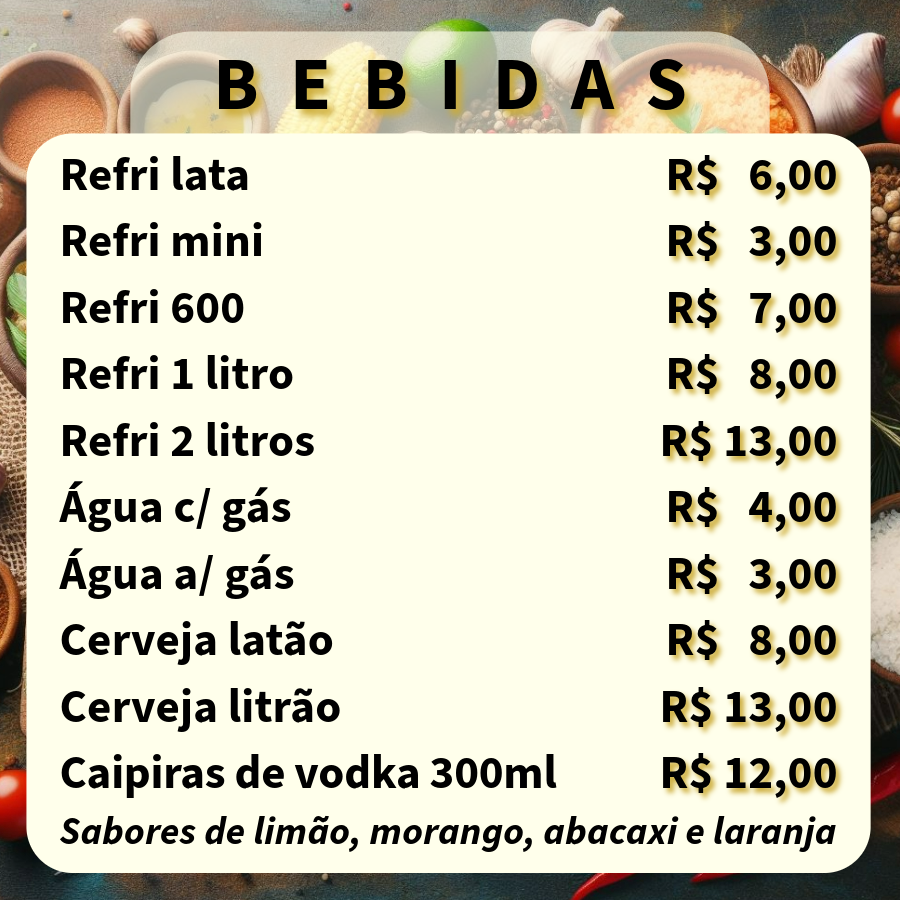 BEBIDAS
Refri lata R$ 6,00
Refri mini R$ 3,00
Refri 600 R$ 7,00
Refri 1 litro R$ 8,00
Refri 2 litros R$ 13,00
Água c/ gás R$ 4,00
Água a/ gás R$ 3,00
Cerveja latão R$ 8,00
Cerveja litrão R$ 13,00
Caipiras de vodka 300ml R$ 12,00
Sabores de limão, morango, abacaxi e laranja